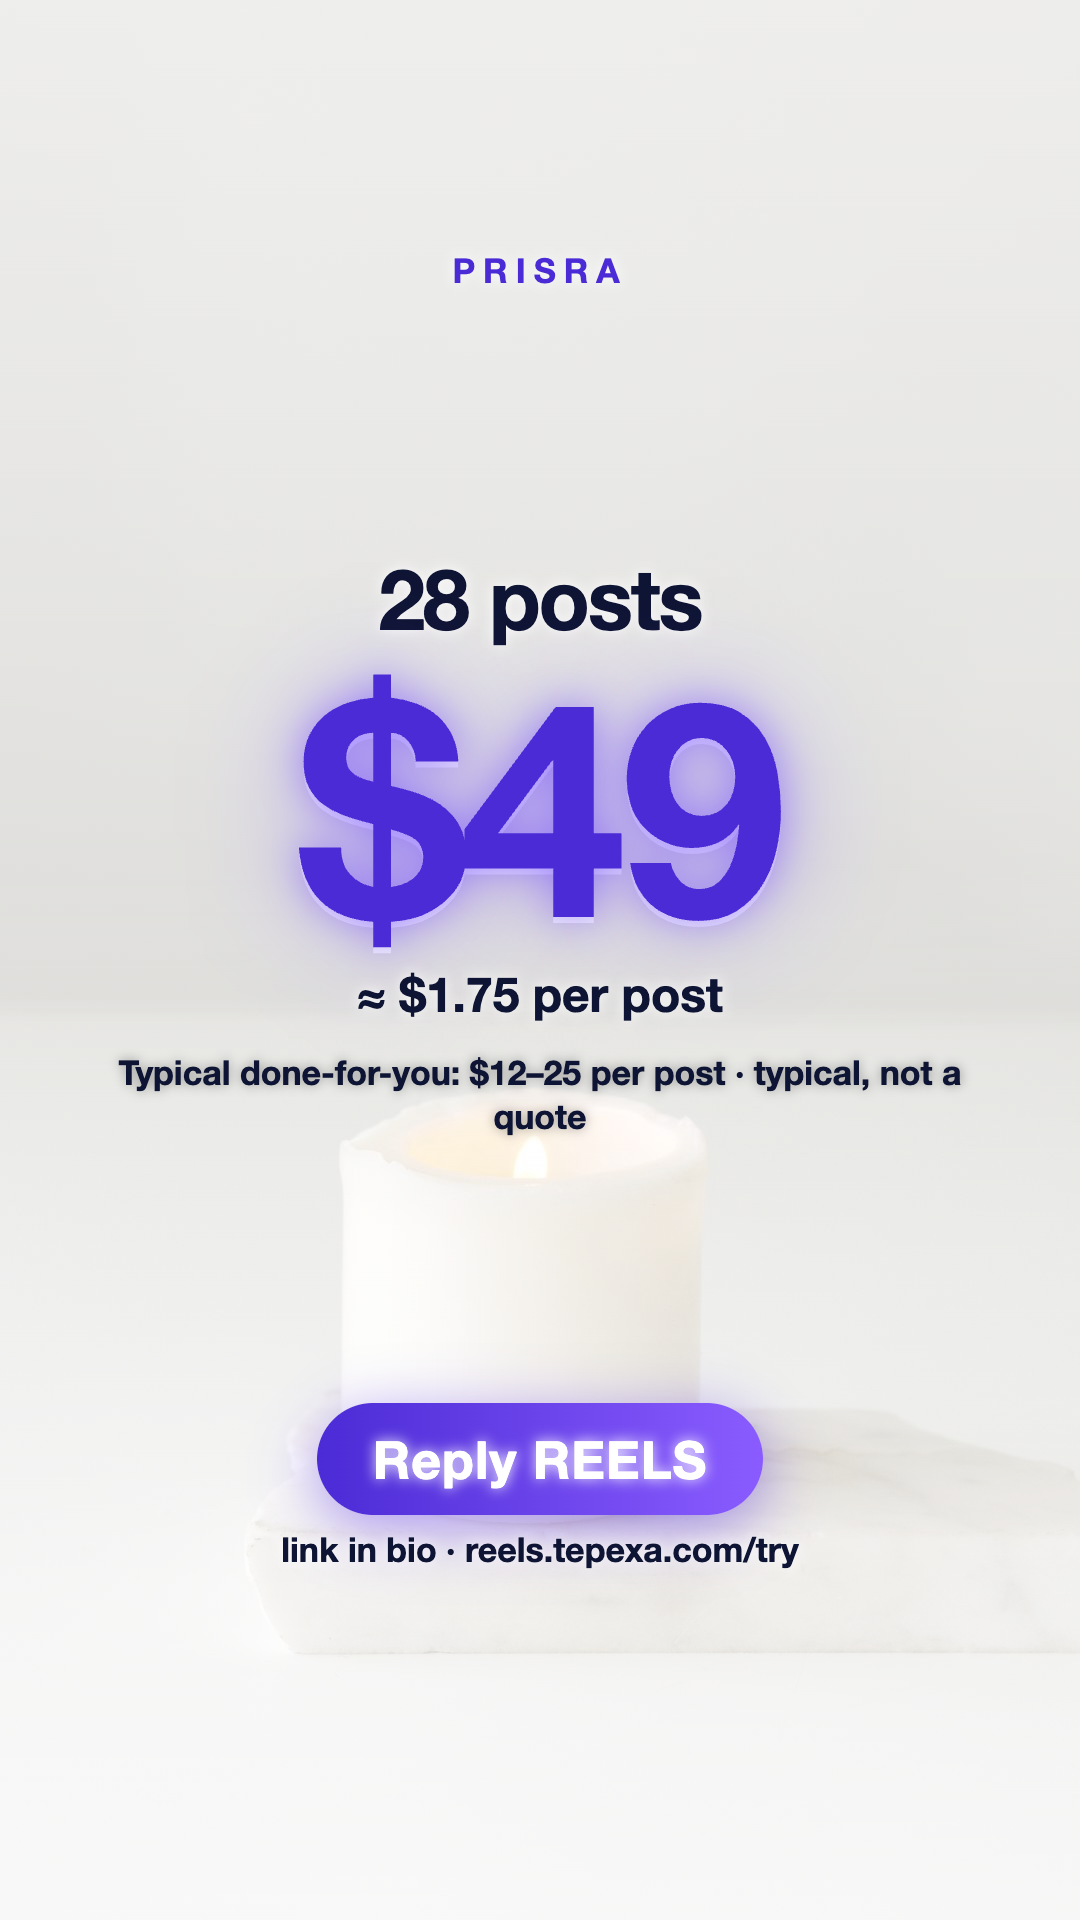 PRISRA
28 posts
$49
≈ $1.75 per post
Typical done-for-you: $12–25 per post · typical, not a
quote
Reply REELS
link in bio · reels.tepexa.com/try